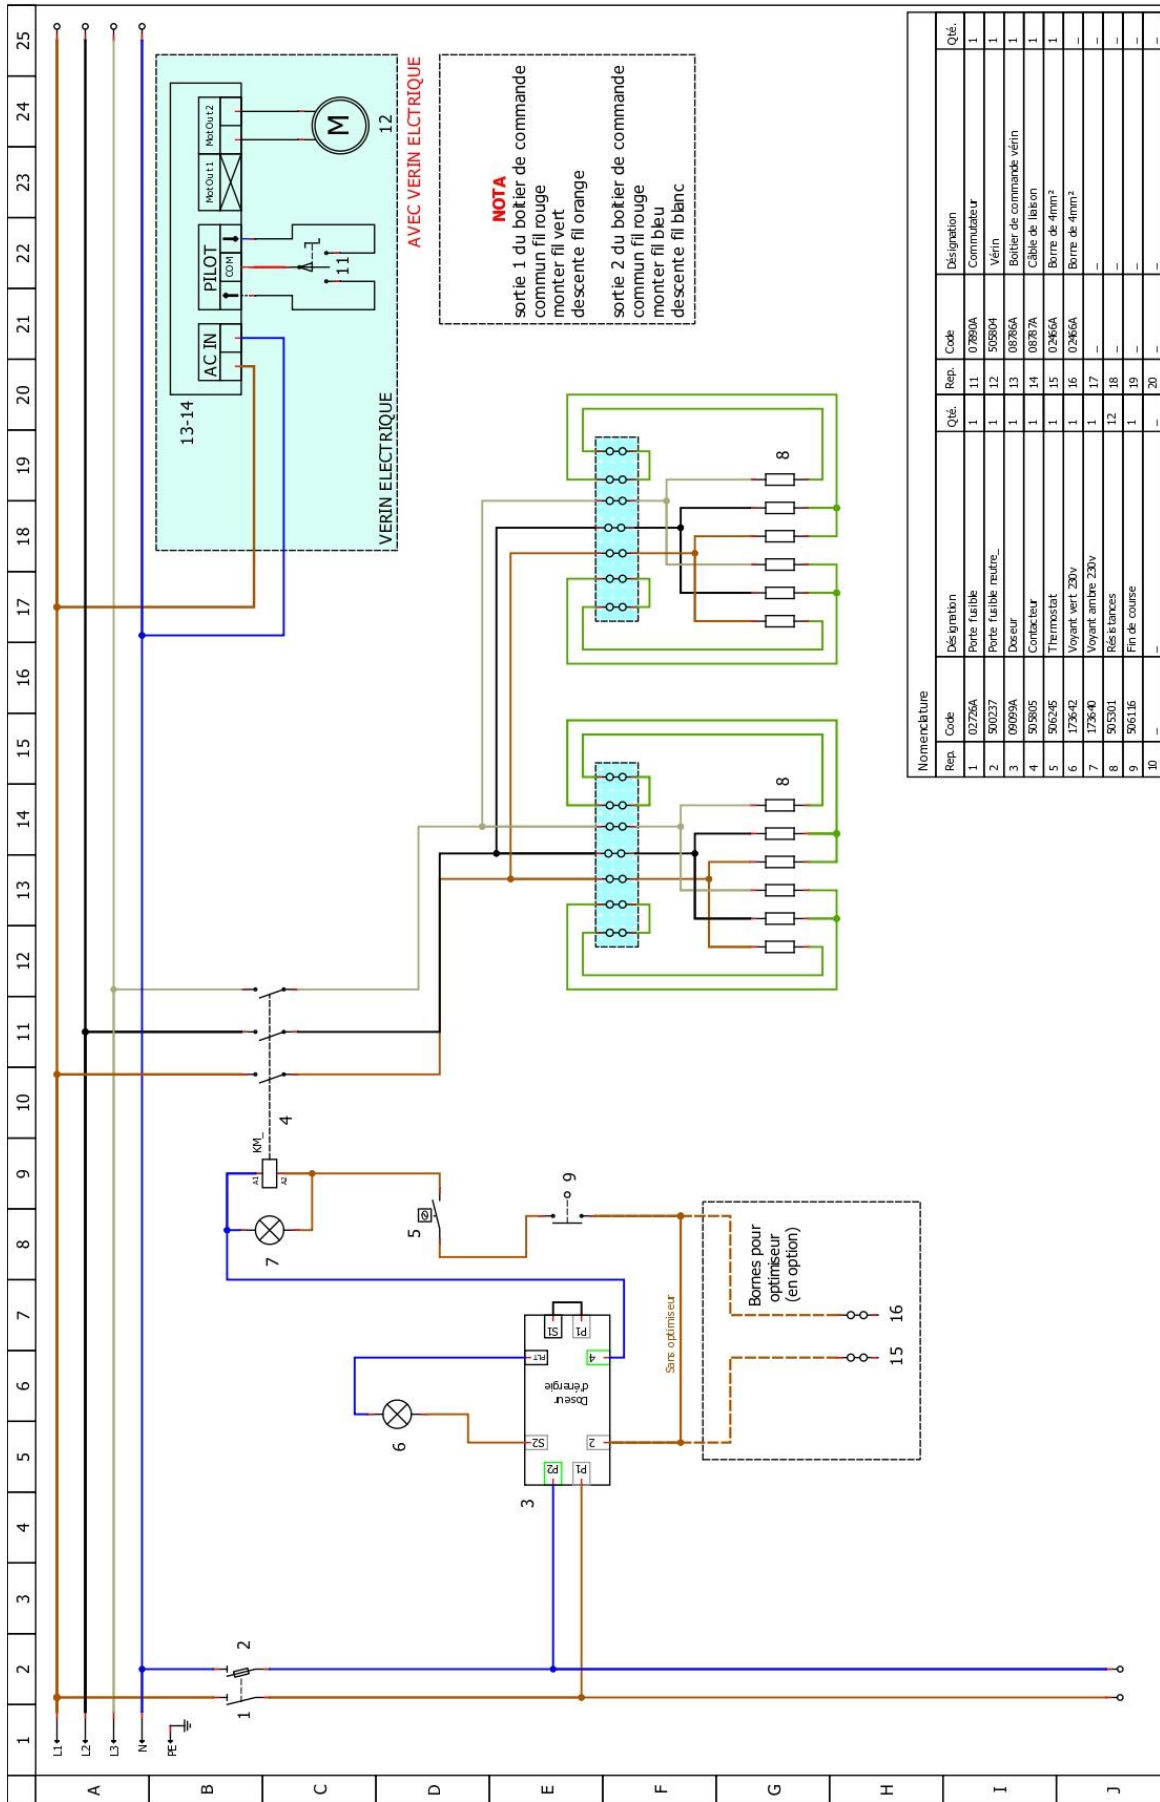 1 2 3 4 5 6 7 8 9 10 11 12 13 14 15 16 17 18 19 20 21 22 23 24 25
A
B
C
D
E
F
G
H
I
J
L1
L2
L3
N
PE
1
2
3
P2
P1
S2
2
Doseur
d'énergie
PLT
4
S1
P1
6
7
KM_
A1
A2
4
5
9
Sans optimiseur
Bornes pour
optimiseur
(en option)
15
16
8
8
13-14
AC IN
PILOT
COM
MotOut1
MotOut2
11
M
12
VERIN ELECTRIQUE
AVEC VERIN ELCTRIQUE
NOTA
sortie 1 du boîtier de commande
commun fil rouge
monter fil vert
descente fil orange
sortie 2 du boîtier de commande
commun fil rouge
monter fil bleu
descente fil blanc
Nomenclature
Rep. Code Désignation Qté. Rep. Code Désignation Qté.
1 02726A Porte fusible 1 11 07890A Commutateur 1
2 500237 Porte fusible neutre_ 1 12 505804 Vérin 1
3 09099A Doseur 1 13 08786A Boîtier de commande vérin 1
4 505805 Contacteur 1 14 08787A Câble de liaison 1
5 506245 Thermostat 1 15 02466A Borne de 4mm² 1
6 173642 Voyant vert 230v 1 16 02466A Borne de 4mm² _
7 173640 Voyant ambre 230v 1 17 _ _ _
8 505301 Résistances 12 18 _ _ _
9 506116 Fin de course 1 19 _ _ _
10 _ _ _ 20 _ _ _